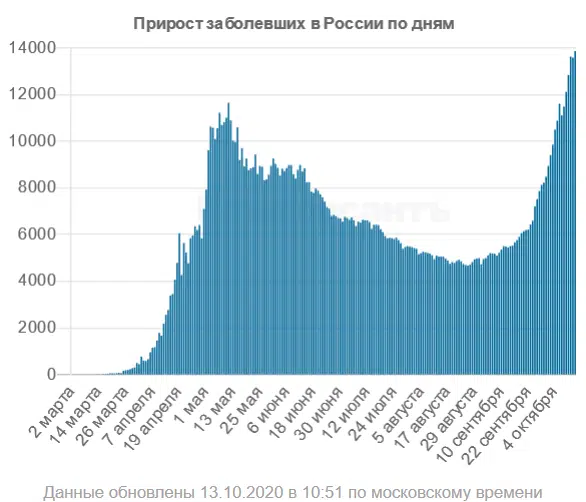 Прирост заболевших в России по дням
14000
12000
10000
8000
6000
4000
2000
0
2 марта
14 марта
26 марта
7 апреля
19 апреля
1 мая
13 мая
25 мая
6 июня
18 июня
30 июня
12 июля
24 июля
5 августа
17 августа
29 августа
10 сентября
22 сентября
4 октября
Данные обновлены 13.10.2020 в 10:51 по московскому времени